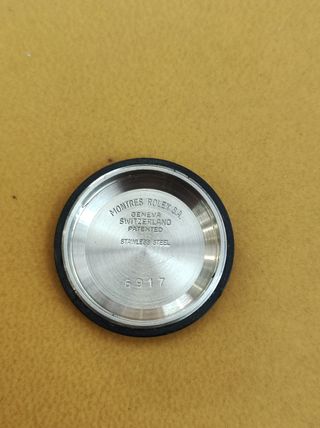 MONTRES ROLEX S.A.
GENEVA
SWITZERLAND
PATENTED
STAINLESS STEEL
6917